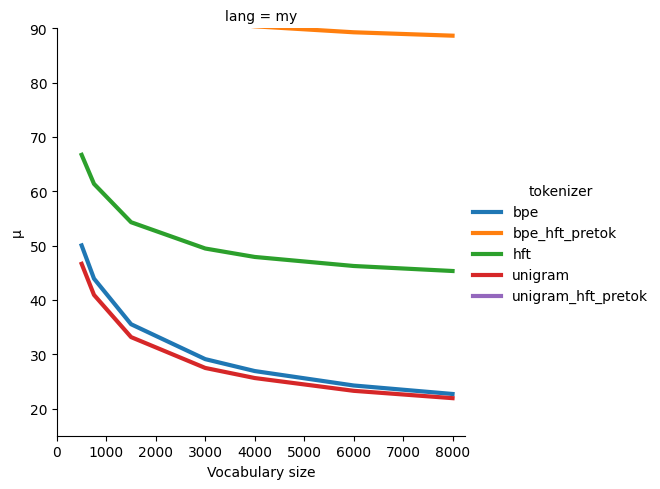 lang = my
90
80
70
60
50
40
30
20
μ
0 1000 2000 3000 4000 5000 6000 7000 8000
Vocabulary size
tokenizer
bpe
bpe_hft_pretok
hft
unigram
unigram_hft_pretok